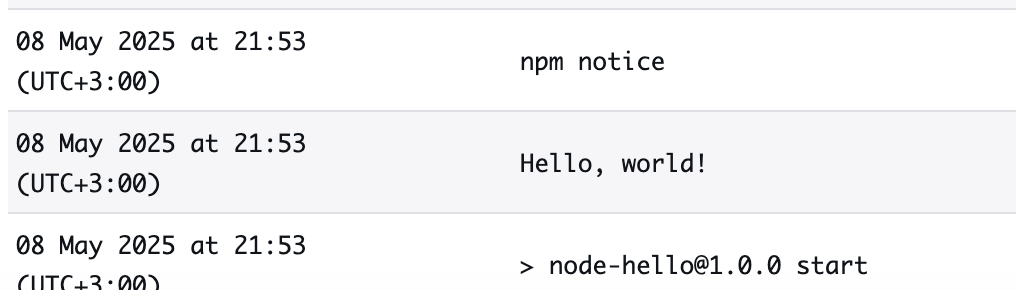 08 May 2025 at 21:53
(UTC+3:00)
npm notice
08 May 2025 at 21:53
(UTC+3:00)
Hello, world!
08 May 2025 at 21:53
(UTC+3:00)
> node-hello@1.0.0 start